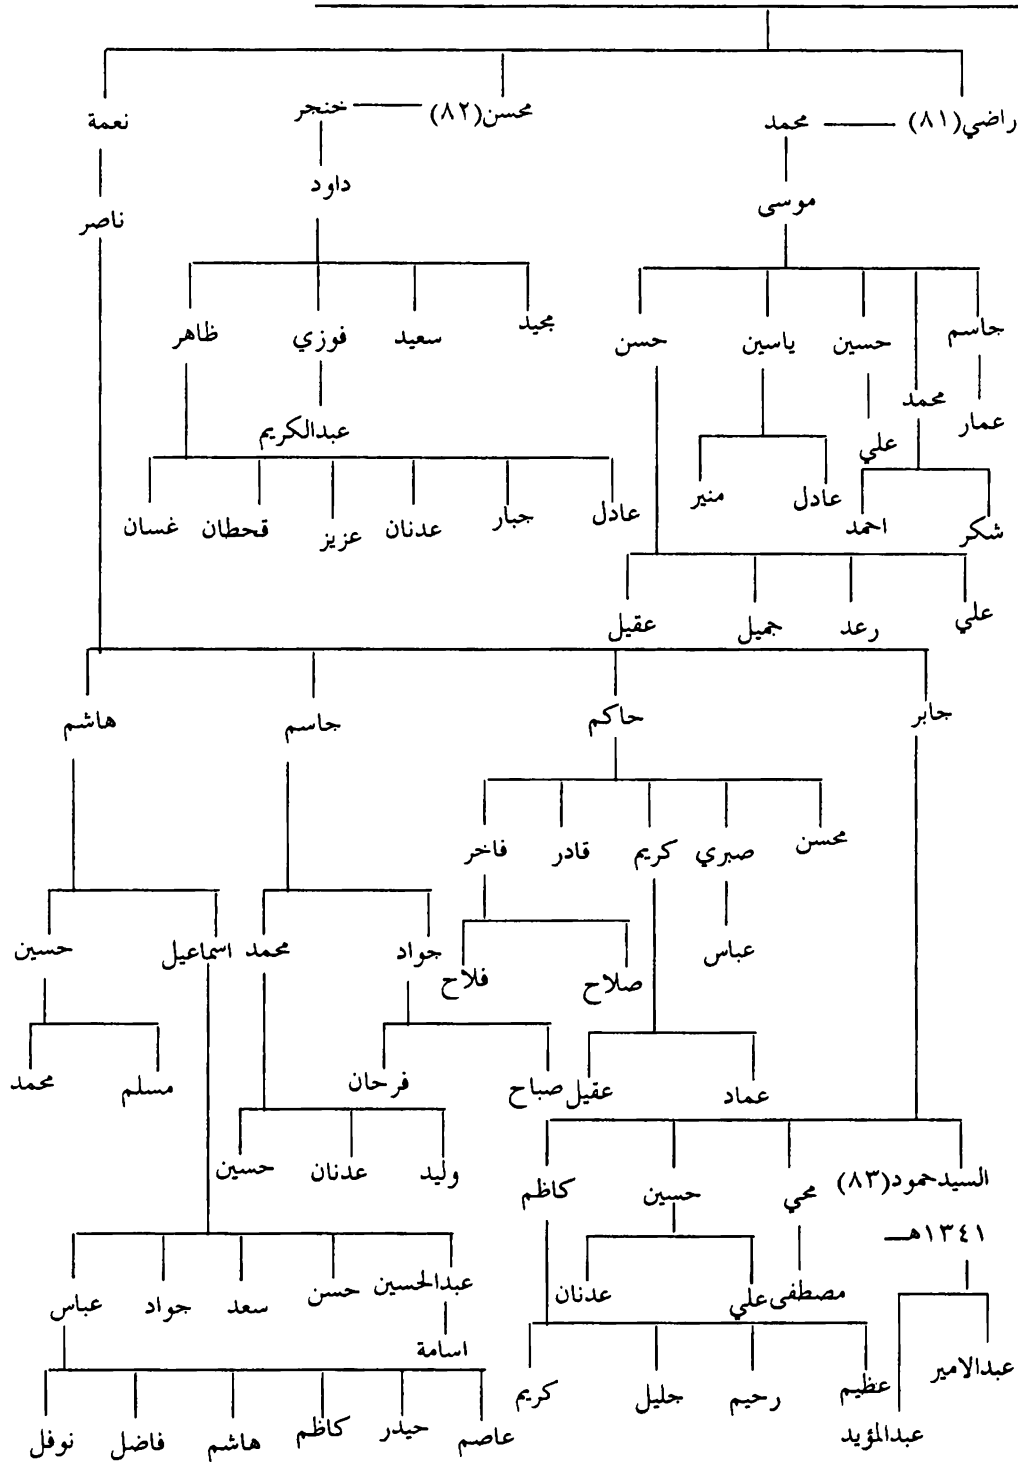 راضي(٨١) محمد محسن(٨٢) خنجر نعمة
موسى داود ناصر
جاسم محمد حسين ياسين حسن مجيد سعيد فوزي ظاهر
عمار علي عبدالكريم
شكر احمد عادل منير عادل جبار عدنان عزيز قحطان غسان
علي رعد جميل عقيل
جابر حاكم جاسم هاشم
محسن صبري كريم قادر فاخر
عباس صلاح فلاح جواد محمد اسماعيل حسين
عماد عقيل صباح فرحان مسلم محمد
السيد حمود(٨٣) محي حسين كاظم وليد عدنان حسين
١٣٤١هـ
مصطفى علي عدنان عبدالحسين حسن سعد جواد عباس
اسامة
عبدالامير عظيم رحيم جليل كريم
عبدالمؤيد عاصم حيدر كاظم هاشم فاضل نوفل